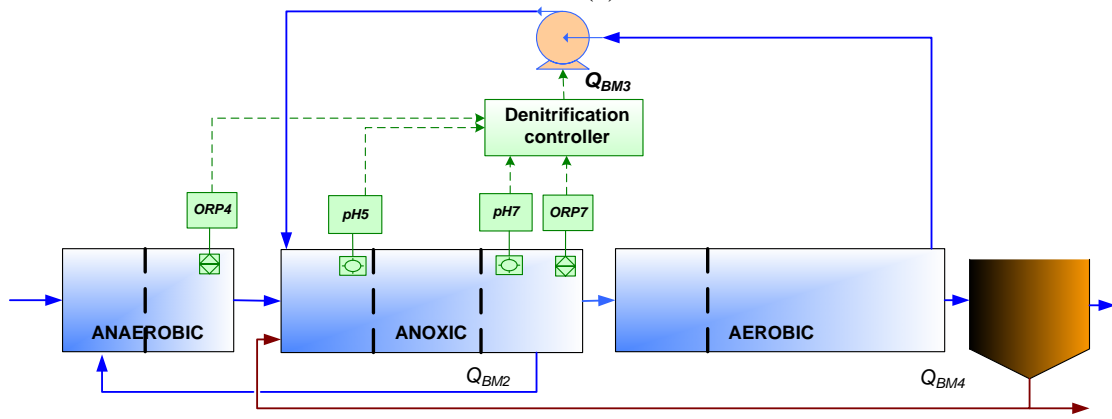 Q_BM3
Denitrification
controller
ORP4
pH5
pH7
ORP7
ANAEROBIC
ANOXIC
AEROBIC
Q_BM2
Q_BM4